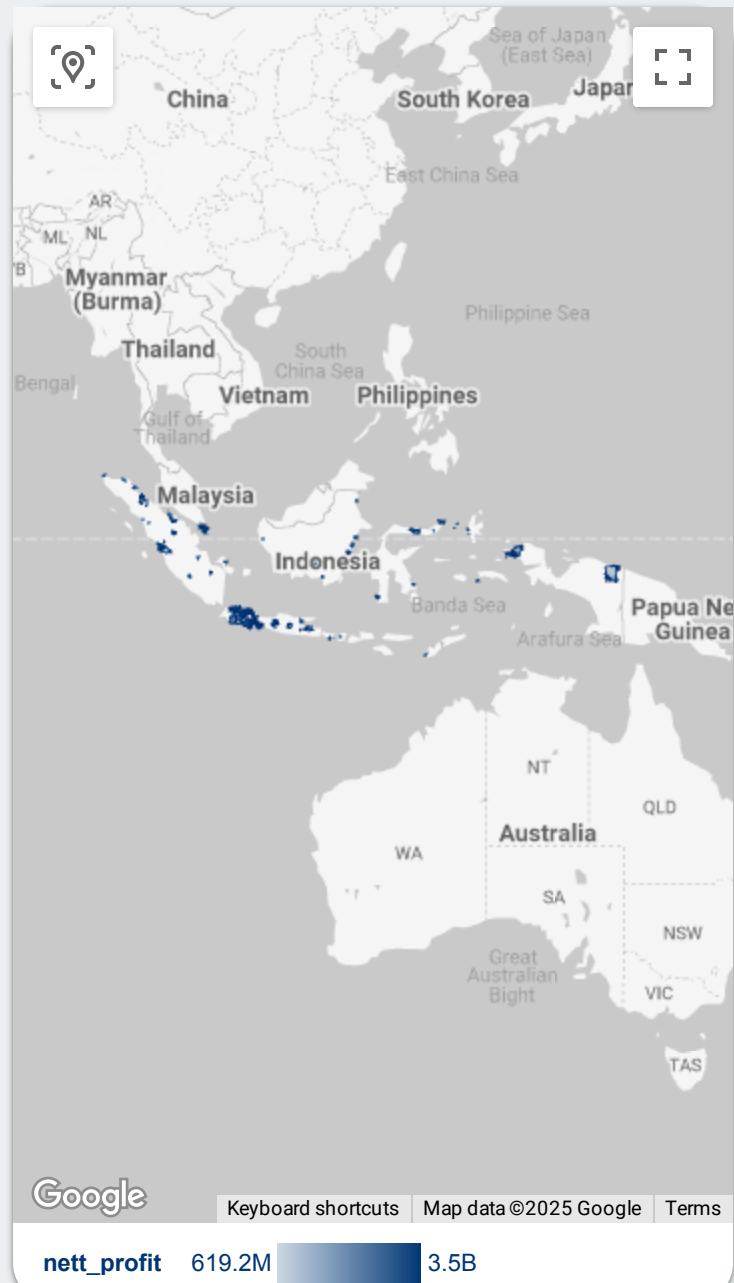 Sea of Japan
(East Sea)
China
South Korea
Japar
East China Sea
AR
ML
NL
'B
Myanmar
(Burma)
Philippine Sea
Thailand
South
China Sea
Bengal
Vietnam
Philippines
Gulf of
Thailand
Malaysia
Indonesia
Banda Sea
Papua Ne
Guinea
Arafura Sea
NT
QLD
Australia
WA
SA
NSW
Great
Australian
Bight
VIC
TAS
Google
Keyboard shortcuts
Map data ©2025 Google
Terms
nett_profit 619.2M 3.5B